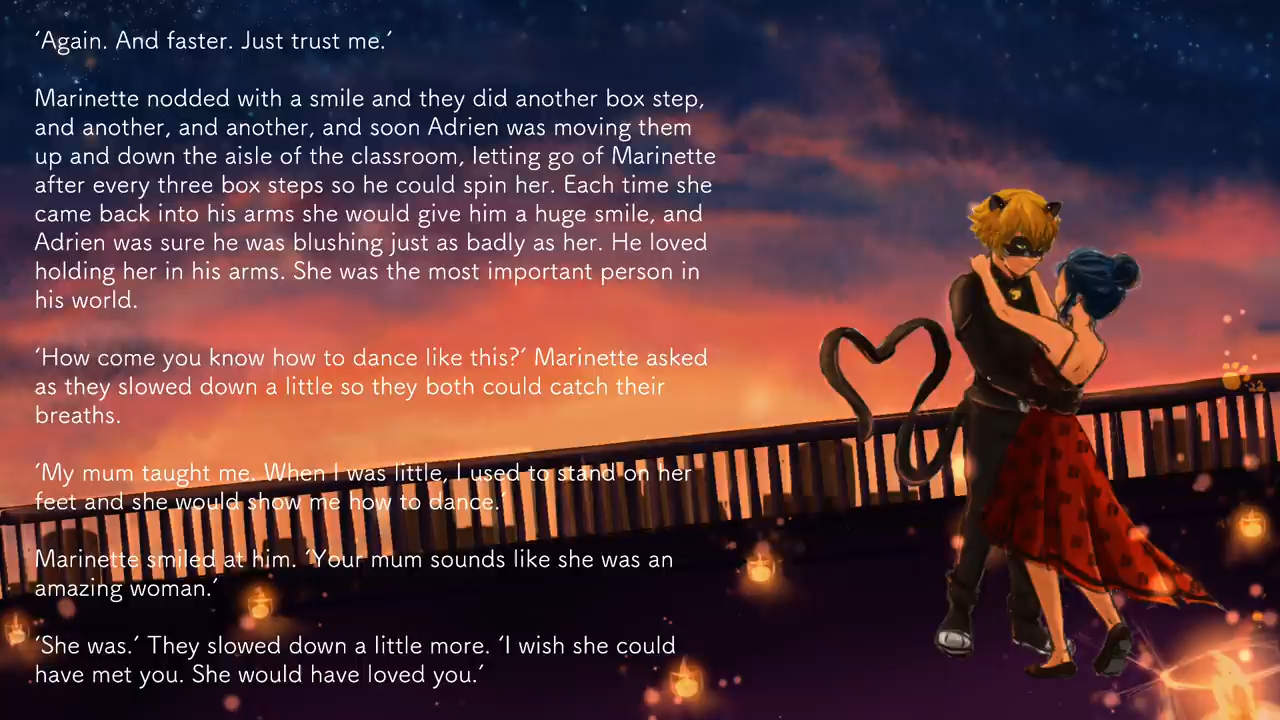 ‘Again. And faster. Just trust me.’
Marinette nodded with a smile and they did another box step,
and another, and another, and soon Adrien was moving them
up and down the aisle of the classroom, letting go of Marinette
after every three box steps so he could spin her. Each time she
came back into his arms she would give him a huge smile, and
Adrien was sure he was blushing just as badly as her. He loved
holding her in his arms. She was the most important person in
his world.
‘How come you know how to dance like this?’ Marinette asked
as they slowed down a little so they both could catch their
breaths.
‘My mum taught me. When I was little, I used to stand on her
feet and she would show me how to dance.’
Marinette smiled at him. ‘Your mum sounds like she was an
amazing woman.’
‘She was.’ They slowed down a little more. ‘I wish she could
have met you. She would have loved you.’